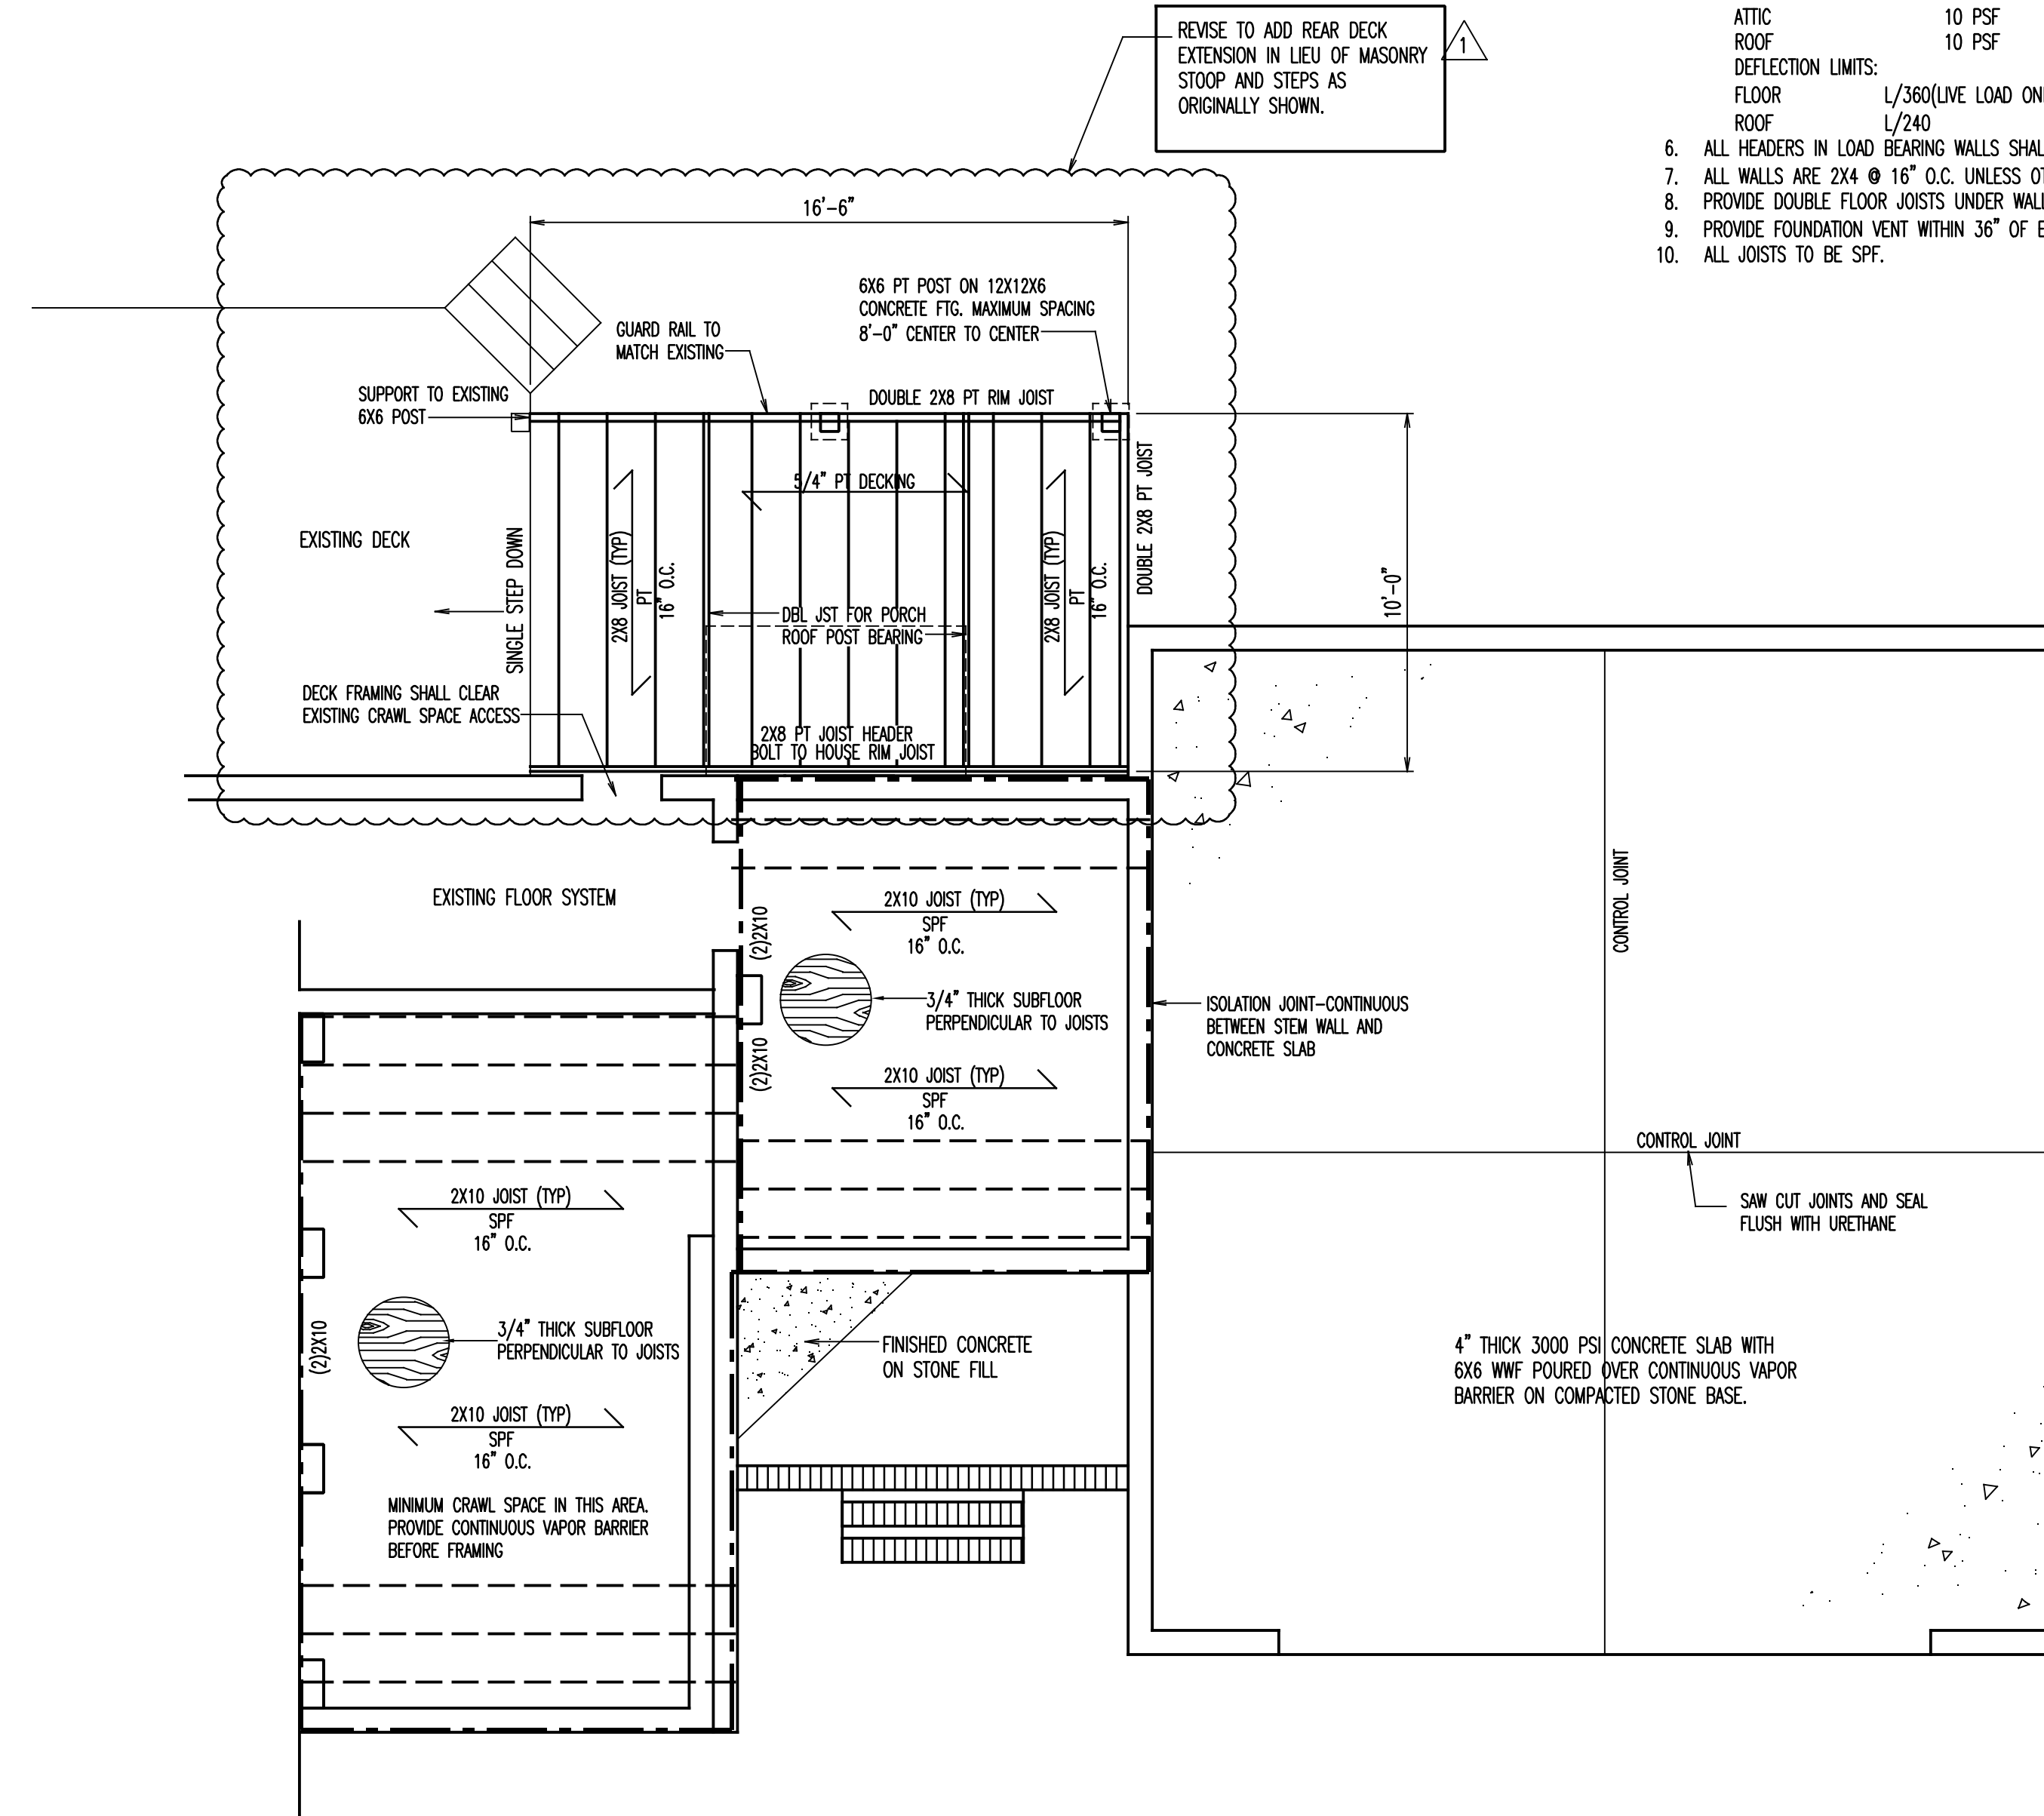 REVISE TO ADD REAR DECK
EXTENSION IN LIEU OF MASONRY
STOOP AND STEPS AS
ORIGINALLY SHOWN.
1
ATTIC 10 PSF
ROOF 10 PSF
DEFLECTION LIMITS:
FLOOR L/360(LIVE LOAD
ROOF L/240
6. ALL HEADERS IN LOAD BEARING WALLS
7. ALL WALLS ARE 2X4 @ 16" O.C. UNLESS
8. PROVIDE DOUBLE FLOOR JOISTS UNDER
9. PROVIDE FOUNDATION VENT WITHIN 36" OF
10. ALL JOISTS TO BE SPF.
16'-6"
6X6 PT POST ON 12X12X6
CONCRETE FTG. MAXIMUM SPACING
8'-0" CENTER TO CENTER
GUARD RAIL TO
MATCH EXISTING
SUPPORT TO EXISTING
6X6 POST
DOUBLE 2X8 PT RIM JOIST
DOUBLE 2X8 PT JOIST
5/4" PT DECKING
EXISTING DECK
SINGLE STEP DOWN
2X8 JOIST (TYP)
PT
16" O.C.
2X8 JOIST (TYP)
PT
16" O.C.
10'-0"
DBL JST FOR PORCH
ROOF POST BEARING
DECK FRAMING SHALL CLEAR
EXISTING CRAWL SPACE ACCESS
2X8 PT JOIST HEADER
BOLT TO HOUSE RIM JOIST
EXISTING FLOOR SYSTEM
(2)2X10
2X10 JOIST (TYP)
SPF
16" O.C.
3/4" THICK SUBFLOOR
PERPENDICULAR TO JOISTS
(2)2X10
2X10 JOIST (TYP)
SPF
16" O.C.
ISOLATION JOINT-CONTINUOUS
BETWEEN STEM WALL AND
CONCRETE SLAB
CONTROL JOINT
CONTROL JOINT
SAW CUT JOINTS AND SEAL
FLUSH WITH URETHANE
2X10 JOIST (TYP)
SPF
16" O.C.
(2)2X10
3/4" THICK SUBFLOOR
PERPENDICULAR TO JOISTS
2X10 JOIST (TYP)
SPF
16" O.C.
MINIMUM CRAWL SPACE IN THIS AREA.
PROVIDE CONTINUOUS VAPOR BARRIER
BEFORE FRAMING
FINISHED CONCRETE
ON STONE FILL
4" THICK 3000 PSI CONCRETE SLAB WITH
6X6 WWF POURED OVER CONTINUOUS VAPOR
BARRIER ON COMPACTED STONE BASE.